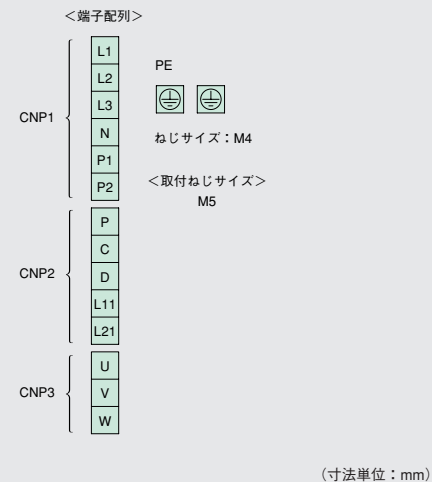 ＜端子配列＞
CNP1
L1
L2
L3
N
P1
P2
CNP2
P
C
D
L11
L21
CNP3
U
V
W
PE
ねじサイズ：M4
＜取付ねじサイズ＞
M5
（寸法単位：mm）